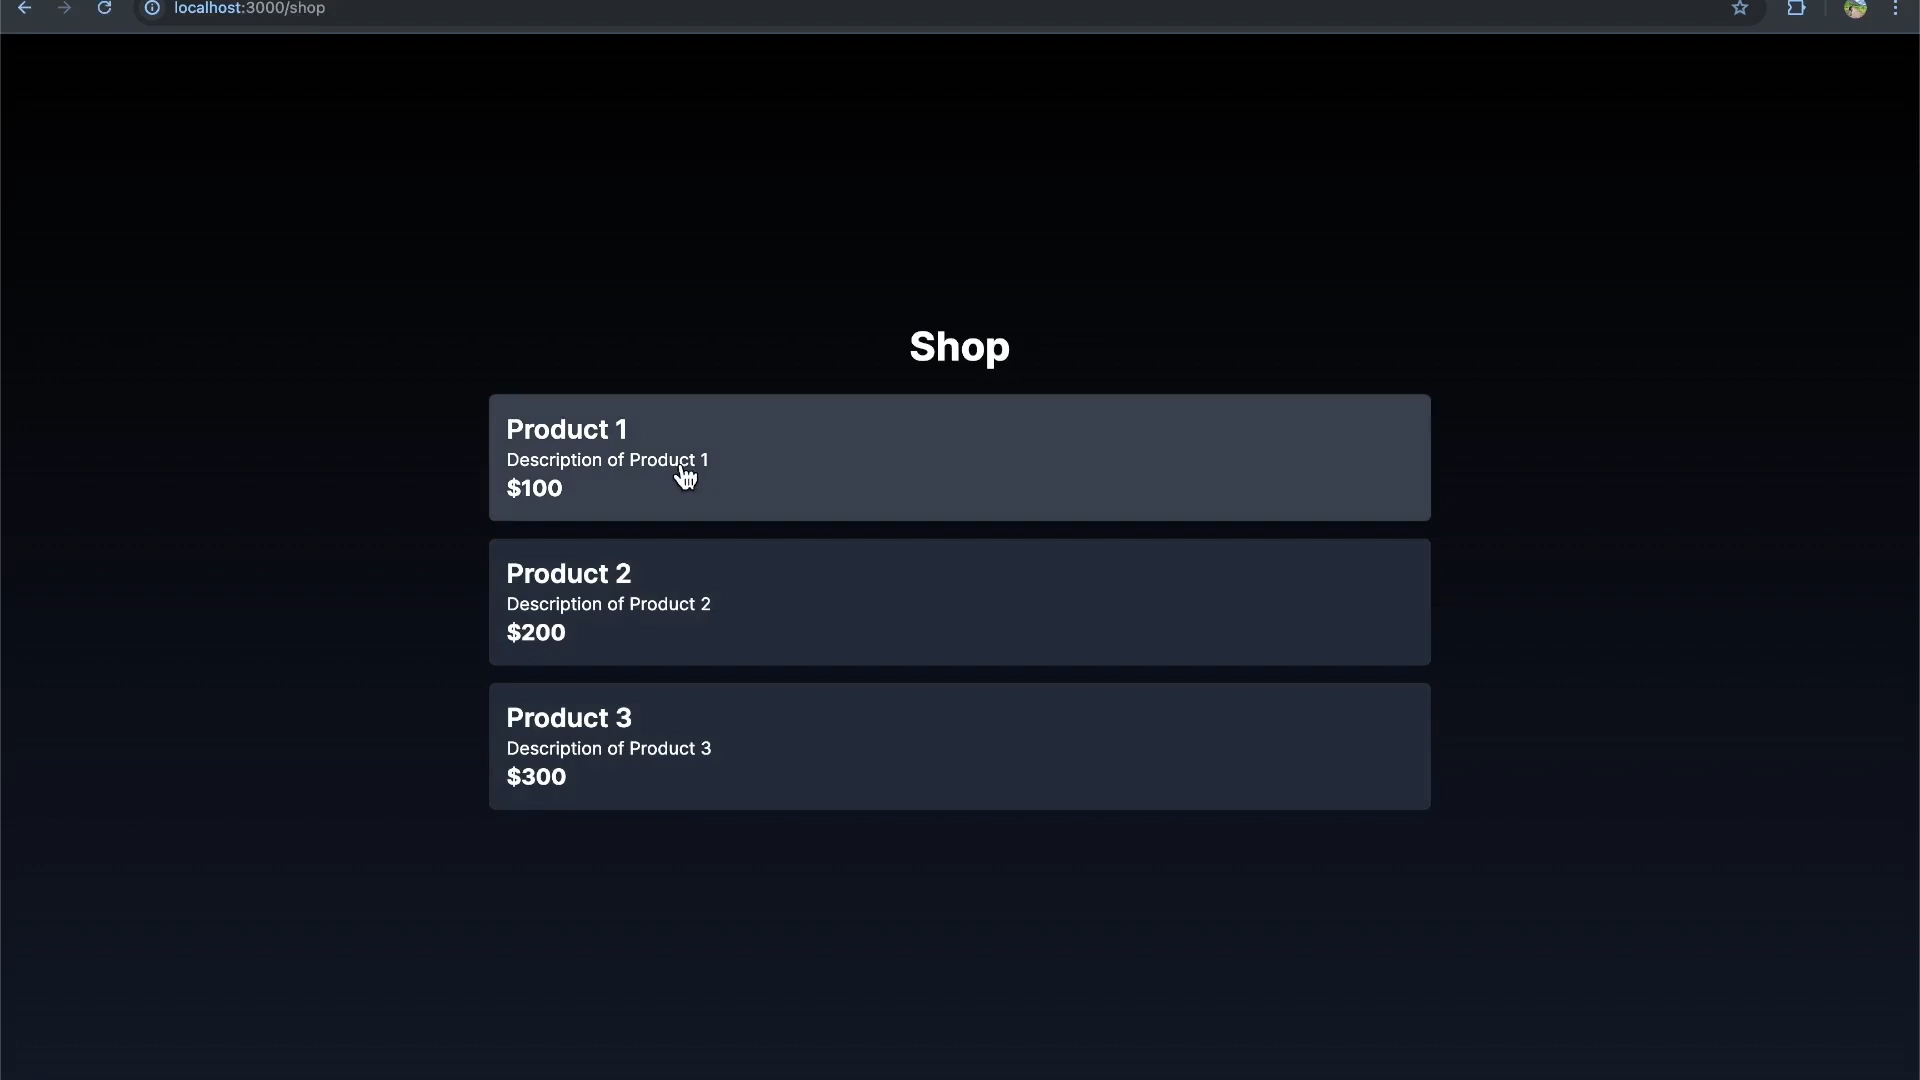 localhost:3000/shop
Shop
Product 1
Description of Product 1
$100
Product 2
Description of Product 2
$200
Product 3
Description of Product 3
$300